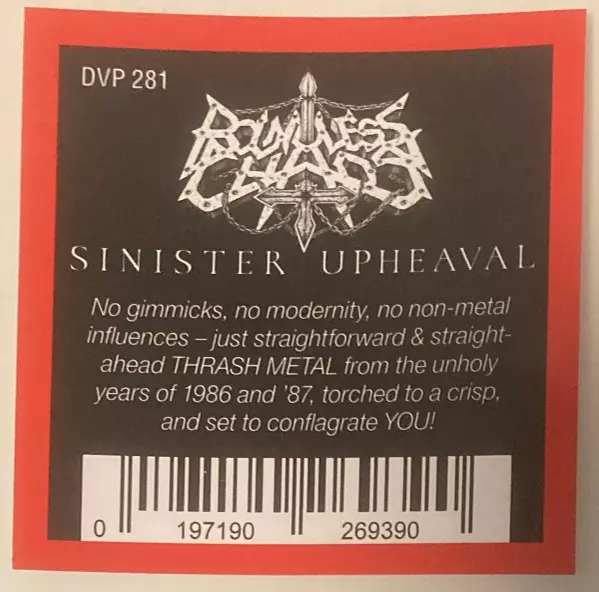 DVP 281
BOUNDLESS
CHAOS
SINISTER UPHEAVAL
No gimmicks, no modernity, no non-metal
influences – just straightforward & straight-
ahead THRASH METAL from the unholy
years of 1986 and '87, torched to a crisp,
and set to conflagrate YOU!
0 197190 269390